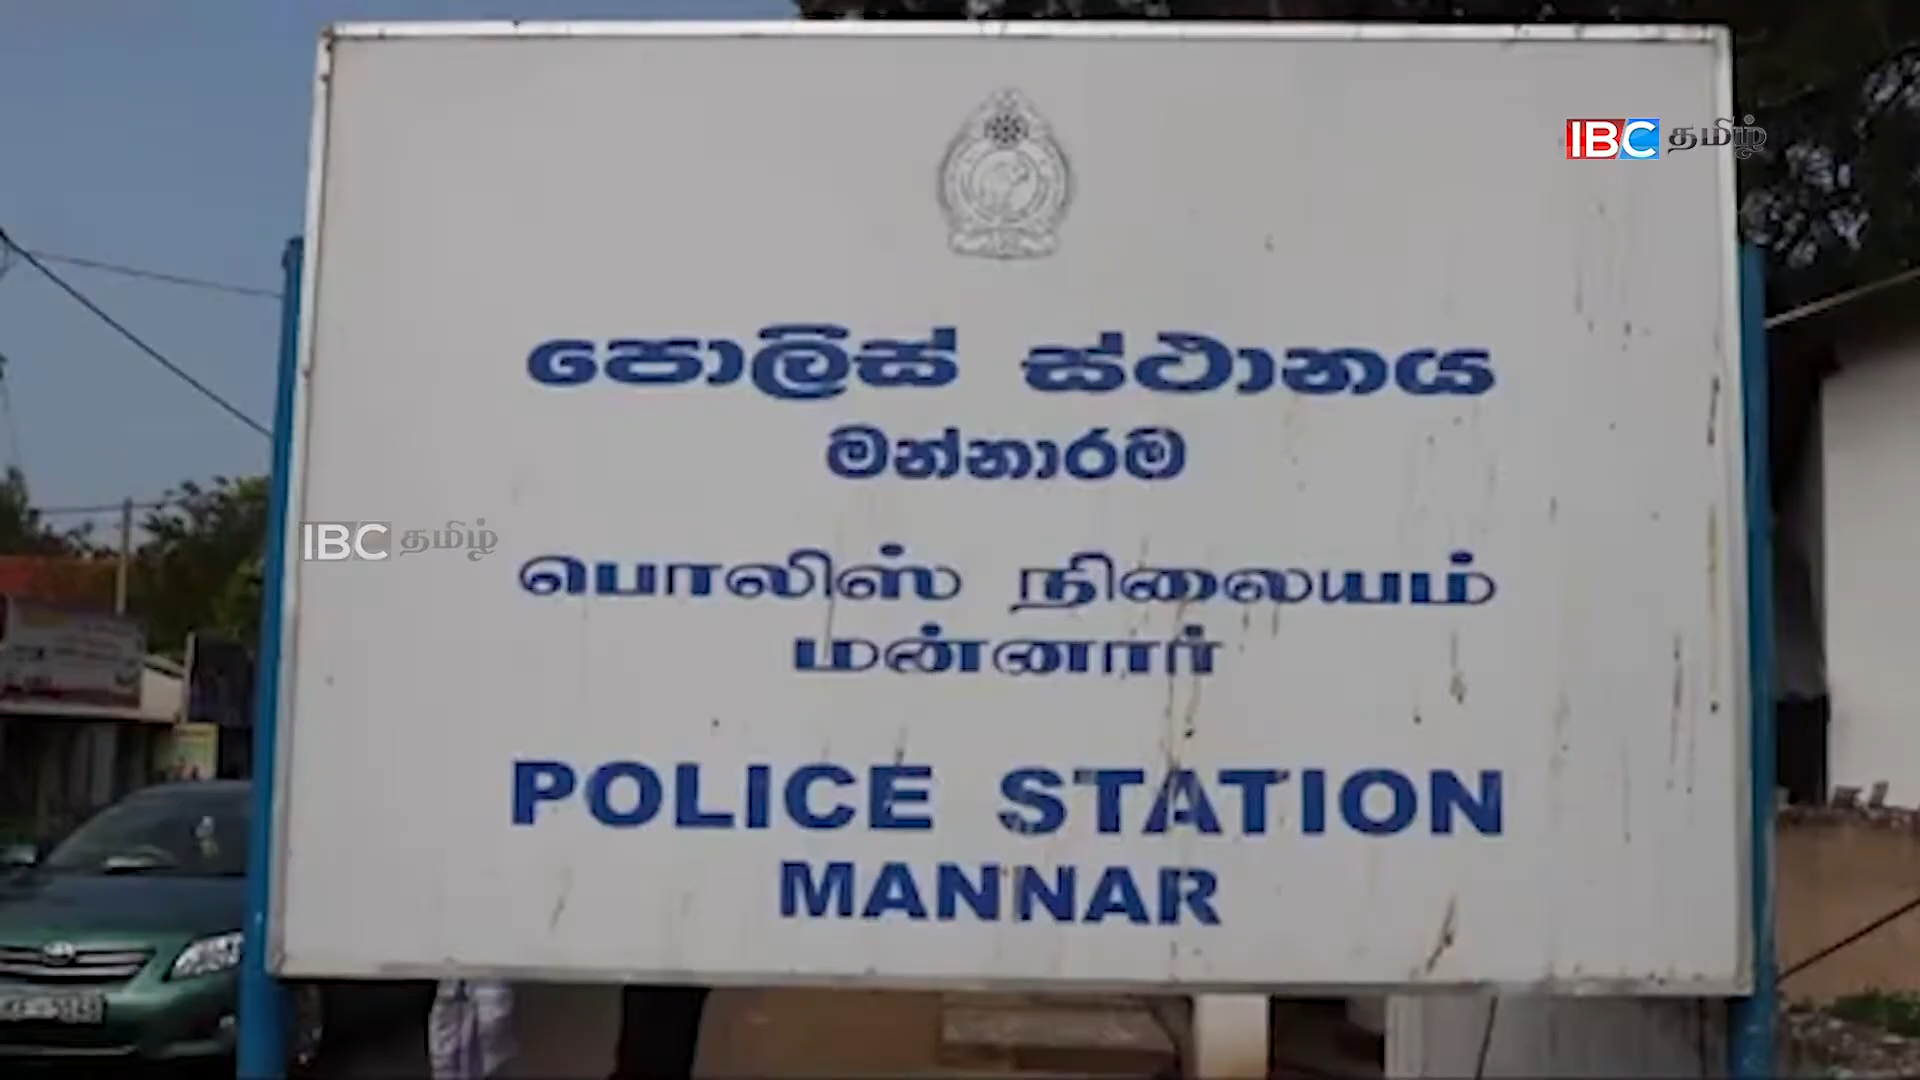 IBC தமிழ்
පොලිස් ස්ථානය
මන්නාරම
IBC தமிழ்
பொலிஸ் நிலையம்
மன்னார்
POLICE STATION
MANNAR